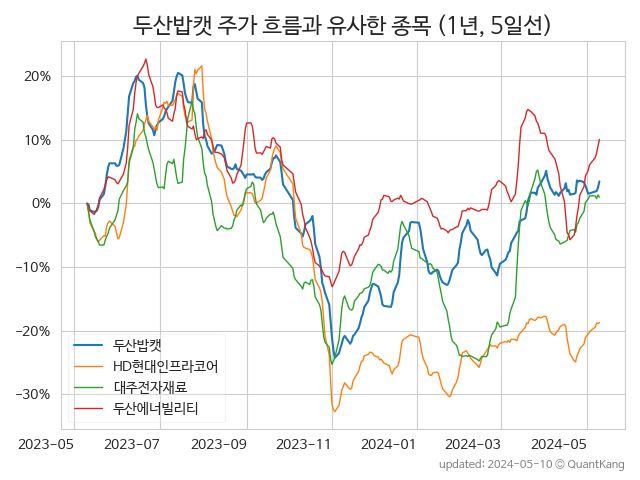 두산밥캣 주가 흐름과 유사한 종목 (1년, 5일선)
20%
10%
0%
−10%
−20%
−30%
두산밥캣
HD현대인프라코어
대주전자재료
두산에너빌리티
2023-05 2023-07 2023-09 2023-11 2024-01 2024-03 2024-05
updated: 2024-05-10 © QuantKang